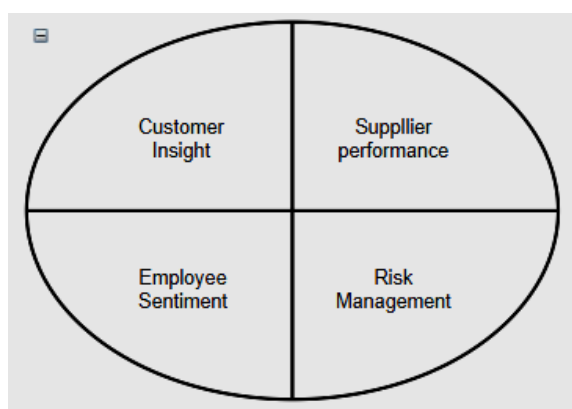 Customer
Insight
Suppllier
performance
Employee
Sentiment
Risk
Management